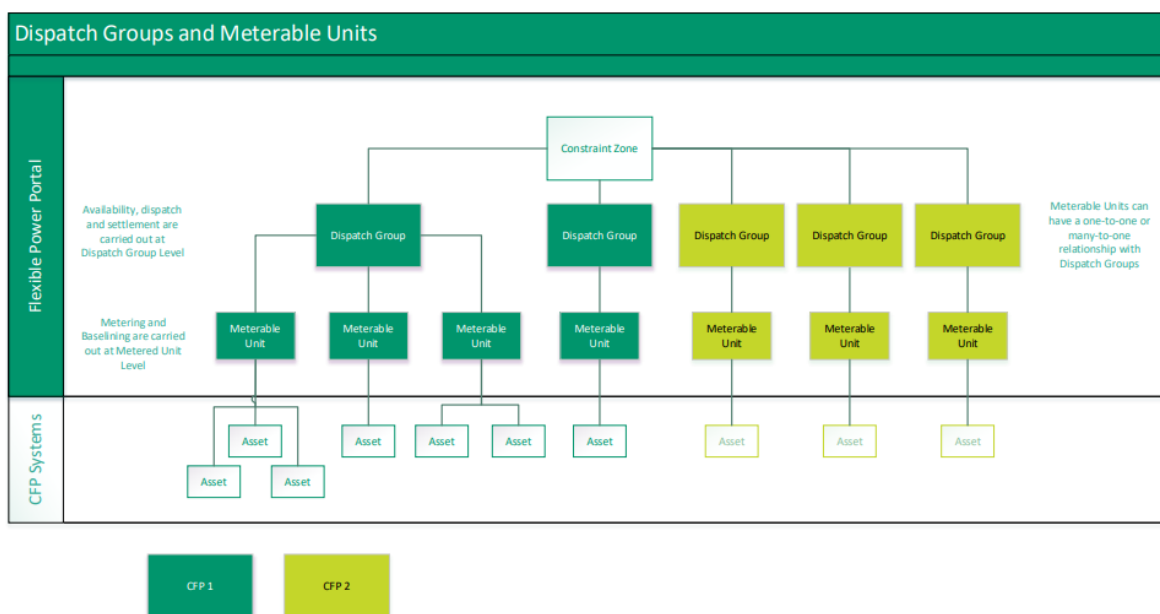 Dispatch Groups and Meterable Units
Flexible Power Portal
Constraint Zone
Availability, dispatch
and settlement are
carried out at
Dispatch Group Level
Dispatch Group
Dispatch Group
Dispatch Group
Dispatch Group
Dispatch Group
Meterable Units can
have a one-to-one or
many-to-one
relationship with
Dispatch Groups
Metering and
Baselining are carried
out at Metered Unit
Level
Meterable
Unit
Meterable
Unit
Meterable
Unit
Meterable
Unit
Meterable
Unit
Meterable
Unit
Meterable
Unit
CFP Systems
Asset
Asset
Asset
Asset
Asset
Asset
Asset
Asset
Asset
Asset
CFP 1
CFP 2